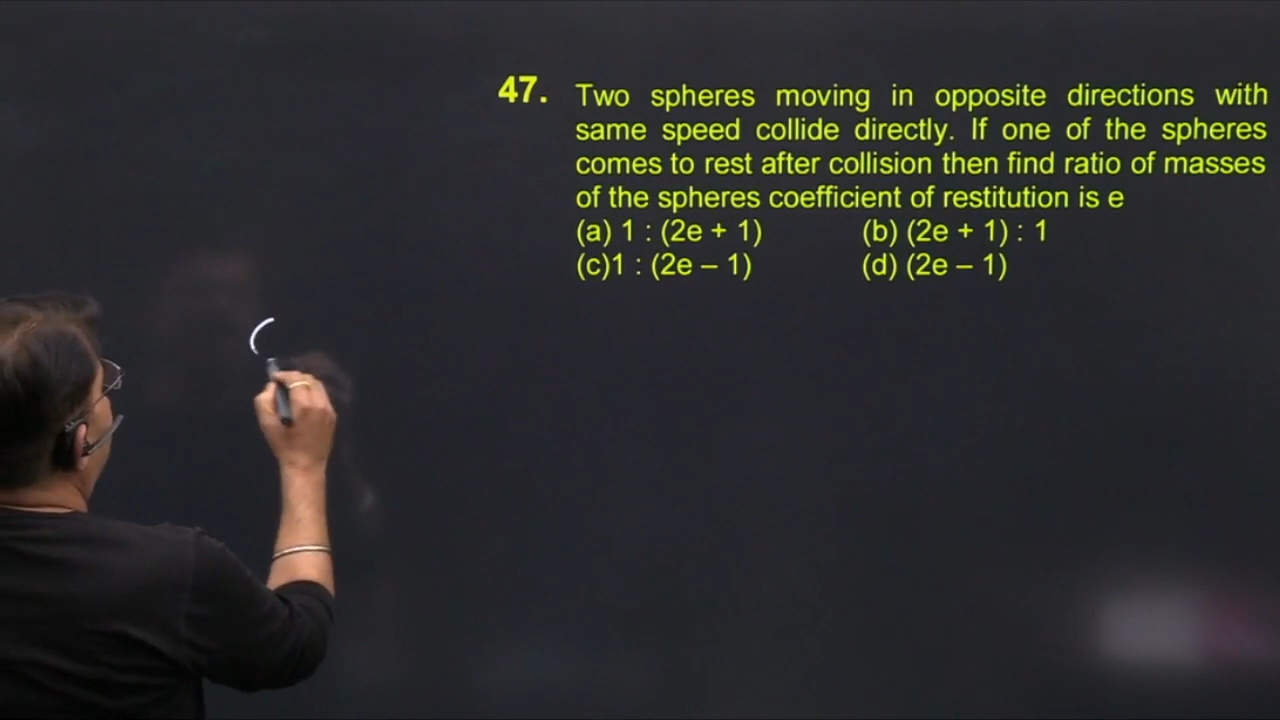 47. Two spheres moving in opposite directions with
same speed collide directly. If one of the spheres
comes to rest after collision then find ratio of masses
of the spheres coefficient of restitution is e
(a) 1 : (2e + 1) (b) (2e + 1) : 1
(c)1 : (2e – 1) (d) (2e – 1)